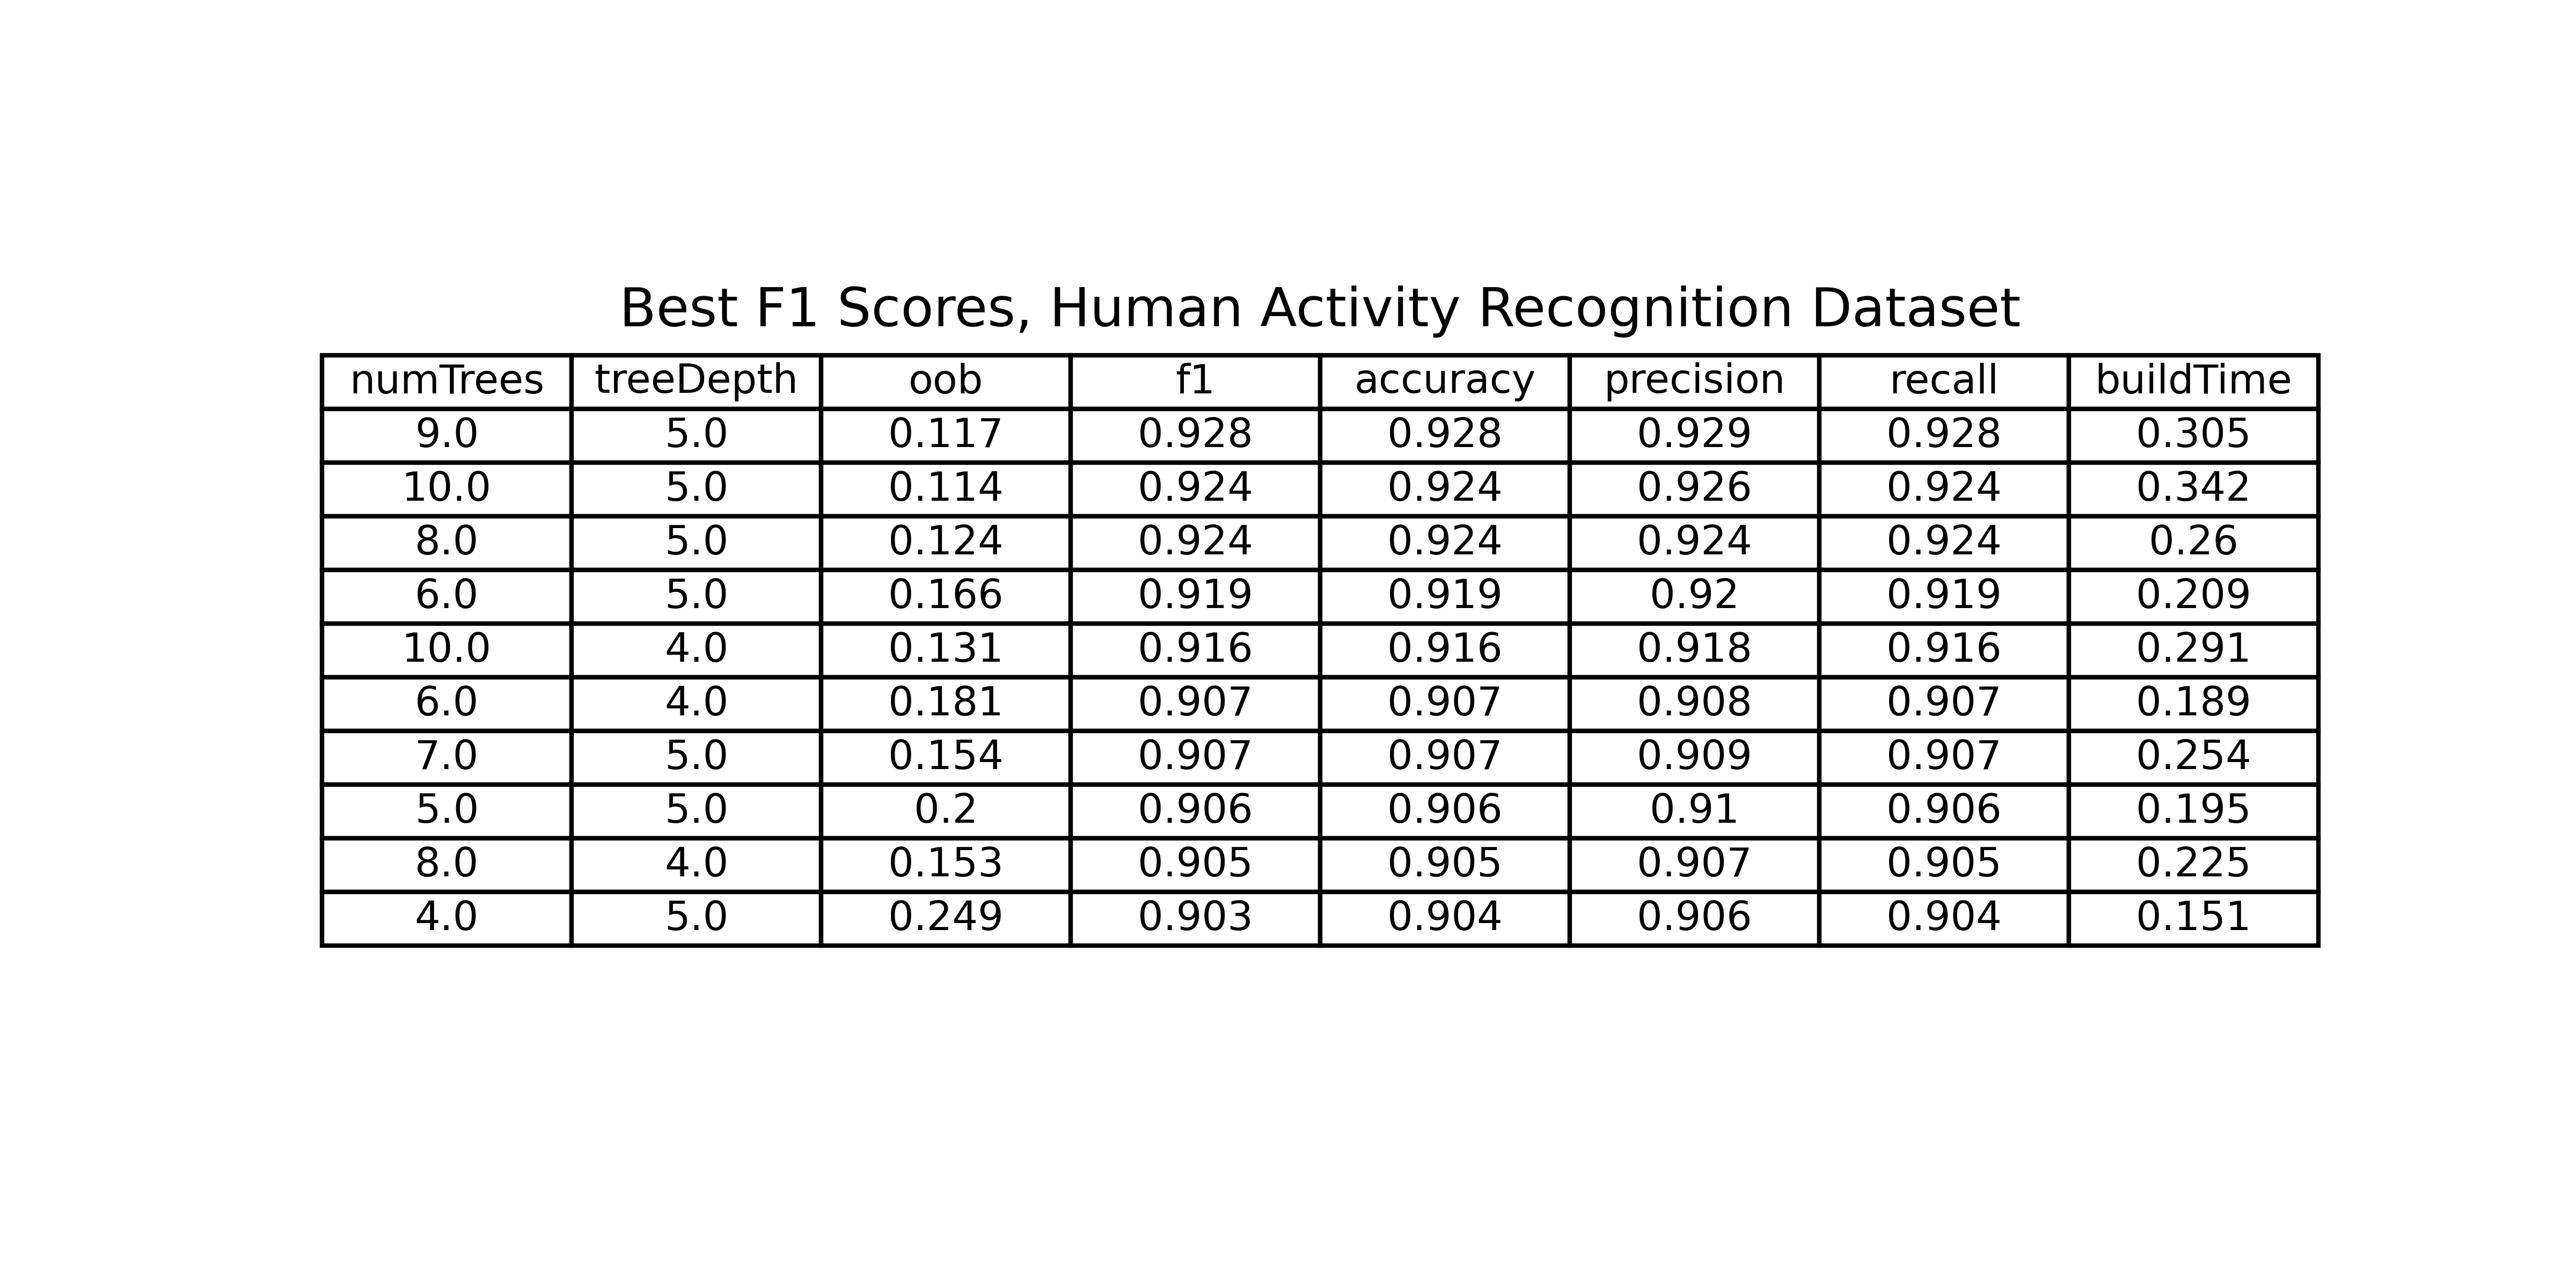 Best F1 Scores, Human Activity Recognition Dataset
numTrees treeDepth oob f1 accuracy precision recall buildTime
9.0 5.0 0.117 0.928 0.928 0.929 0.928 0.305
10.0 5.0 0.114 0.924 0.924 0.926 0.924 0.342
8.0 5.0 0.124 0.924 0.924 0.924 0.924 0.26
6.0 5.0 0.166 0.919 0.919 0.92 0.919 0.209
10.0 4.0 0.131 0.916 0.916 0.918 0.916 0.291
6.0 4.0 0.181 0.907 0.907 0.908 0.907 0.189
7.0 5.0 0.154 0.907 0.907 0.909 0.907 0.254
5.0 5.0 0.2 0.906 0.906 0.91 0.906 0.195
8.0 4.0 0.153 0.905 0.905 0.907 0.905 0.225
4.0 5.0 0.249 0.903 0.904 0.906 0.904 0.151